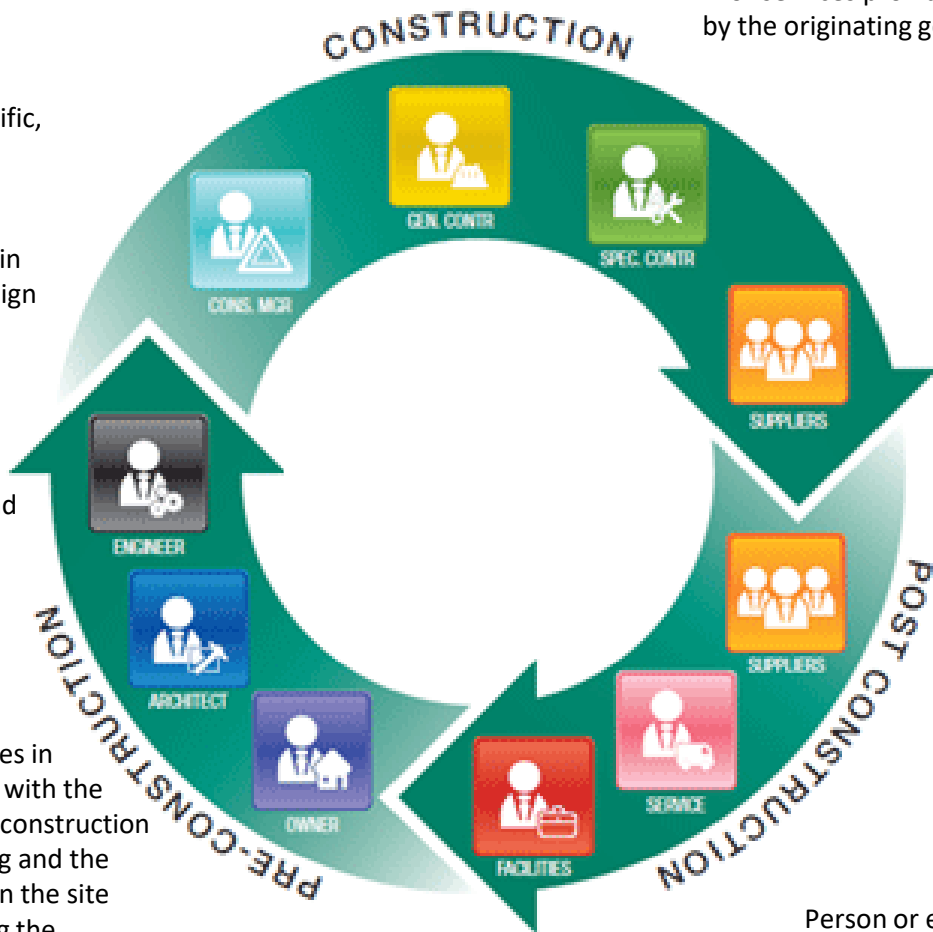 CONSTRUCTION
by the originating g
ific,
GEN. CONTR
SPEC. CONTR
in
ign
CONS. MGR
SUPPLIERS
d
ENGINEER
POST CONSTRUCTION
SUPPLIERS
ARCHITECT
PRE-CONSTRUCTION
es in
with the
construction
g and the
n the site
g the
OWNER
SERVICE
FACILITIES
Person or e